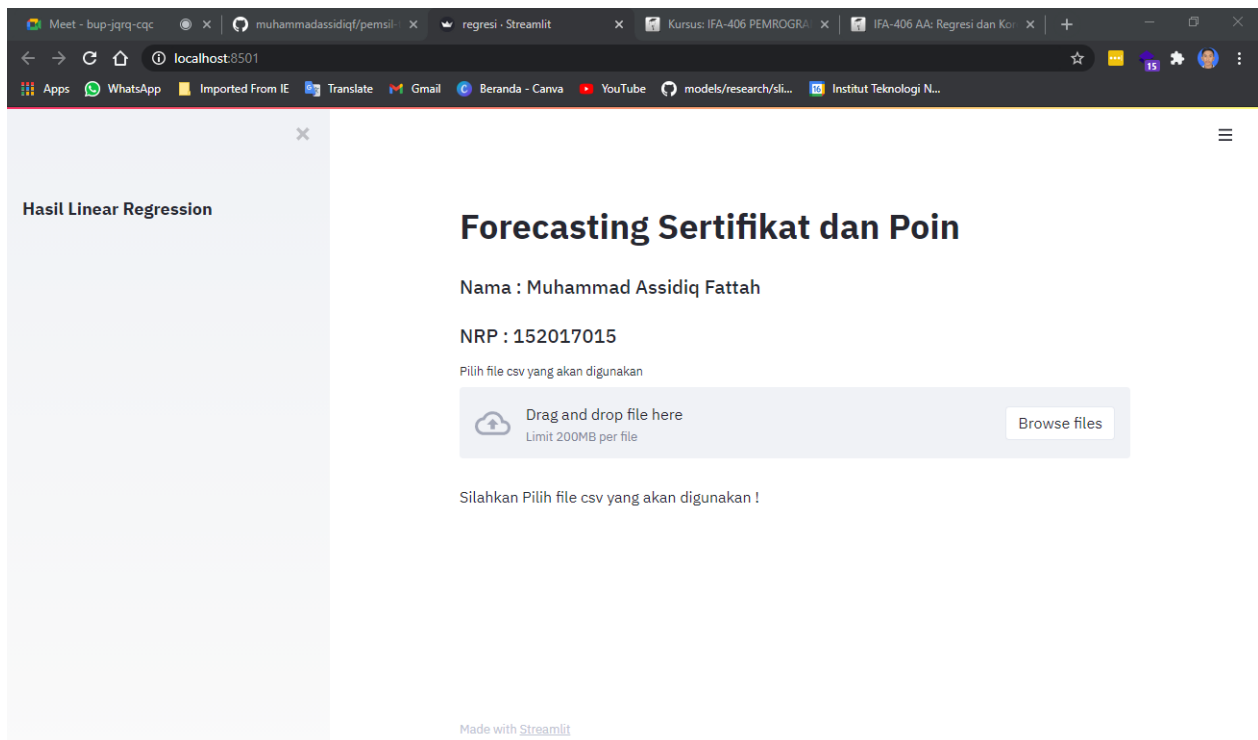 Meet - bup-jqrq-cqc
muhammadassidiqf/pemsil-
regresi · Streamlit
Kursus: IFA-406 PEMROGRA
IFA-406 AA: Regresi dan Kor
localhost:8501
15
Apps
WhatsApp
Imported From IE
Translate
Gmail
Beranda - Canva
YouTube
models/research/sli...
16
Institut Teknologi N...
Hasil Linear Regression
Forecasting Sertifikat dan Poin
Nama : Muhammad Assidiq Fattah
NRP : 152017015
Pilih file csv yang akan digunakan
Drag and drop file here
Limit 200MB per file
Browse files
Silahkan Pilih file csv yang akan digunakan !
Made with Streamlit